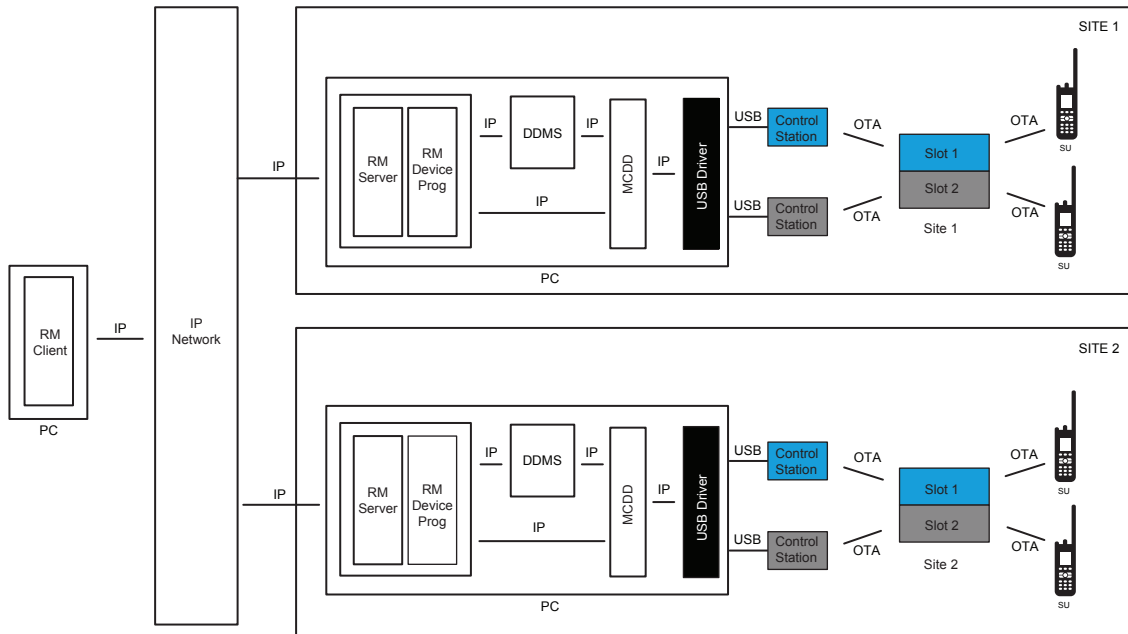 SITE 1
RM
Server
RM
Device
Prog
IP
DDMS
IP
IP
MCDD
IP
USB Driver
USB
Control
Station
USB
Control
Station
OTA
OTA
Slot 1
Slot 2
Site 1
OTA
OTA
SU
SU
PC
IP
RM
Client
PC
IP
IP
Network
IP
SITE 2
RM
Server
RM
Device
Prog
IP
DDMS
IP
IP
MCDD
IP
USB Driver
USB
Control
Station
USB
Control
Station
OTA
OTA
Slot 1
Slot 2
Site 2
OTA
OTA
SU
SU
PC